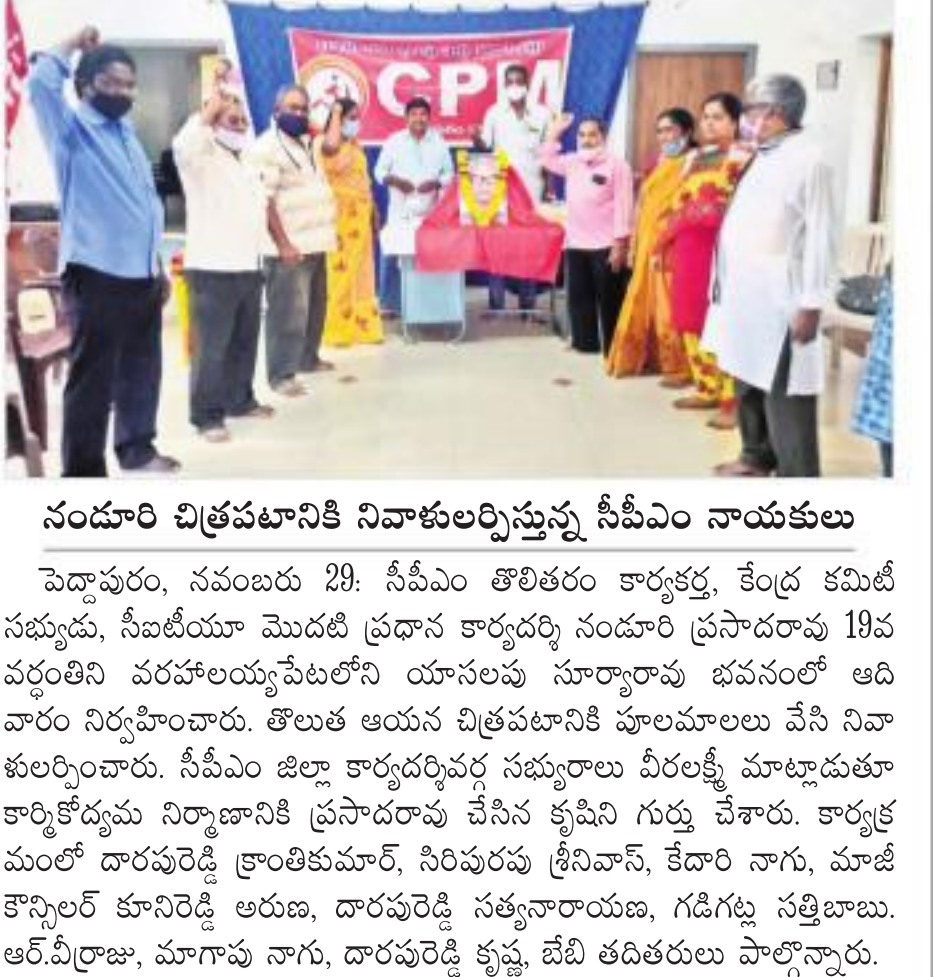 CPM
నండూరి చిత్రపటానికి నివాళులర్పిస్తున్న సీపీఎం నాయకులు
పెద్దాపురం, నవంబరు 29: సీపీఎం తొలితరం కార్యకర్త, కేంద్ర కమిటీ
సభ్యుడు, సీఐటీయూ మొదటి ప్రధాన కార్యదర్శి నండూరి ప్రసాదరావు 19వ
వర్ధంతిని వరహాలయ్యపేటలోని యాసలపు సూర్యారావు భవనంలో ఆది
వారం నిర్వహించారు. తొలుత ఆయన చిత్రపటానికి పూలమాలలు వేసి నివా
ళులర్పించారు. సీపీఎం జిల్లా కార్యదర్శివర్గ సభ్యురాలు వీరలక్ష్మీ మాట్లాడుతూ
కార్మికోద్యమ నిర్మాణానికి ప్రసాదరావు చేసిన కృషిని గుర్తు చేశారు. కార్యక్ర
మంలో దారపురెడ్డి క్రాంతికుమార్, సిరిపురపు శ్రీనివాస్, కేదారి నాగు, మాజీ
కౌన్సిలర్ కూనిరెడ్డి అరుణ, దారపురెడ్డి సత్యనారాయణ, గడిగట్ల సత్తిబాబు.
ఆర్.వీర్రాజు, మాగాపు నాగు, దారపురెడ్డి కృష్ణ, బేబి తదితరులు పాల్గొన్నారు.